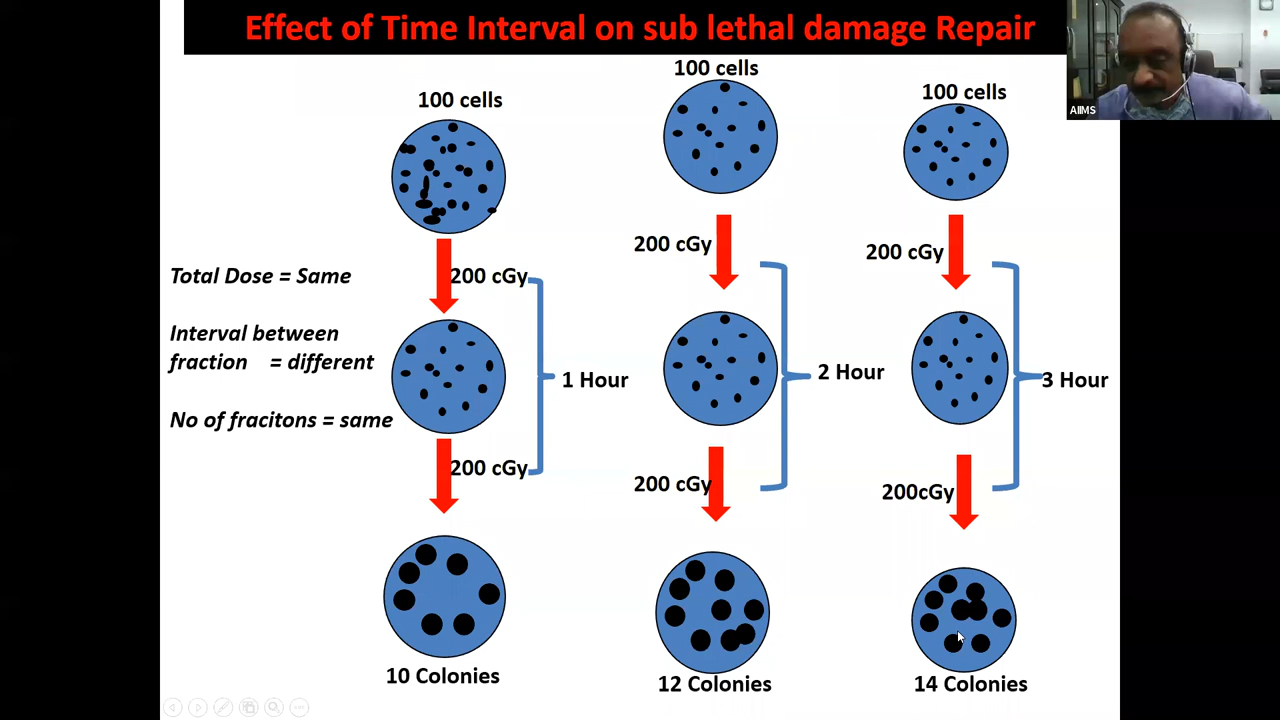 Effect of Time Interval on sub lethal damage Repair
AIIMS
100 cells
100 cells
100 cells
200 cGy
200 cGy
200 cGy
Total Dose = Same
Interval between
fraction = different
No of fracitons = same
1 Hour
2 Hour
3 Hour
200 cGy
200 cGy
200cGy
10 Colonies
12 Colonies
14 Colonies